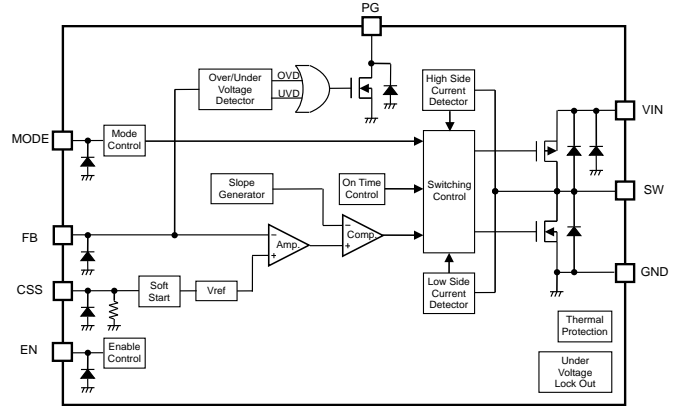 PG
Over/Under
Voltage
Detector
OVD
UVD
High Side
Current
Detector
VIN
MODE
Mode
Control
Slope
Generator
On Time
Control
Switching
Control
SW
FB
−
+
Amp.
−
+
Comp.
GND
CSS
Soft
Start
Vref
Low Side
Current
Detector
Thermal
Protection
EN
Enable
Control
Under
Voltage
Lock Out